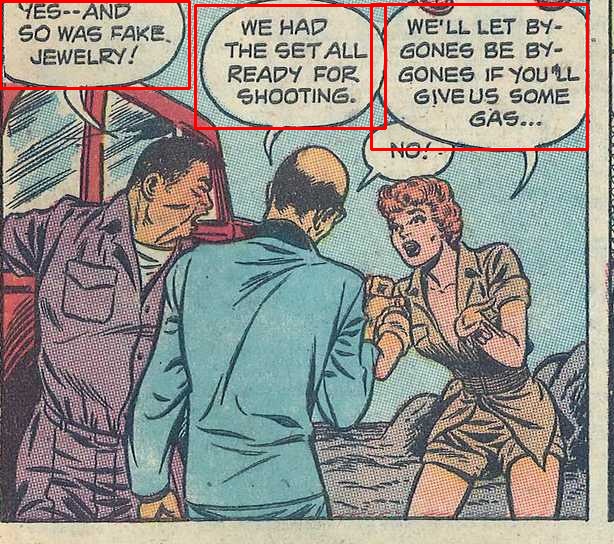 YES--AND
SO WAS FAKE
JEWELRY!
WE HAD
THE SET ALL
READY FOR
SHOOTING.
WE'LL LET BY-
GONES BE BY-
GONES IF YOU'LL
GIVE US SOME
GAS...
NO!